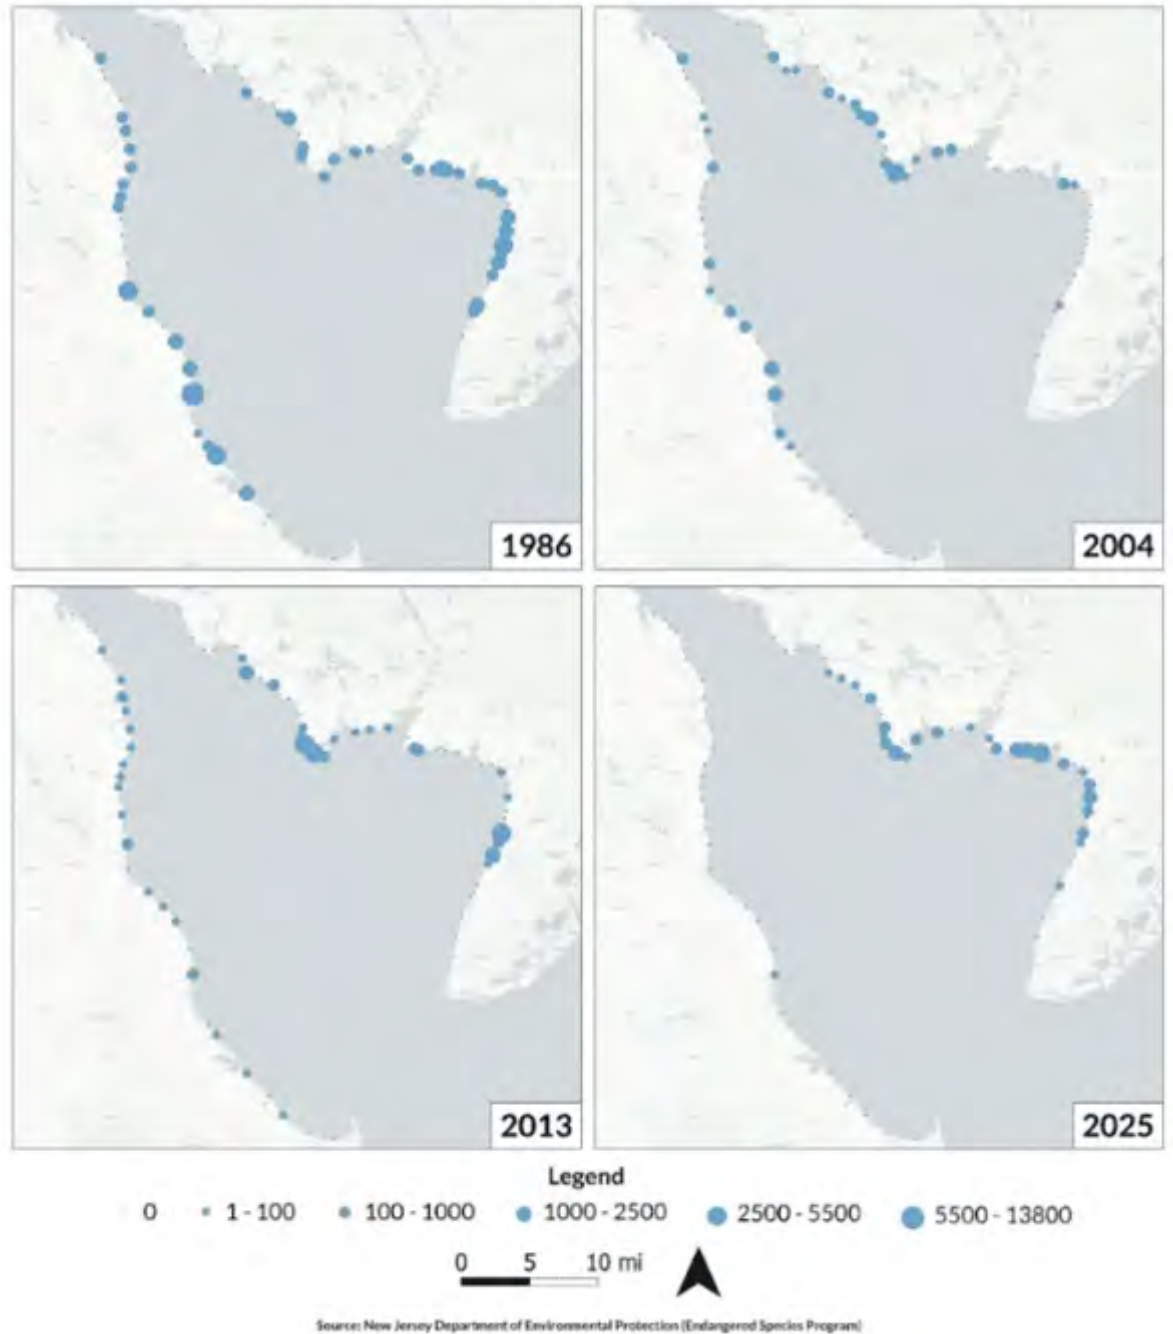 1986
2004
2013
2025
Legend
0 1 - 100 100 - 1000 1000 - 2500 2500 - 5500 5500 - 13800
0 5 10 mi
Source: New Jersey Department of Environmental Protection (Endangered Species Program)